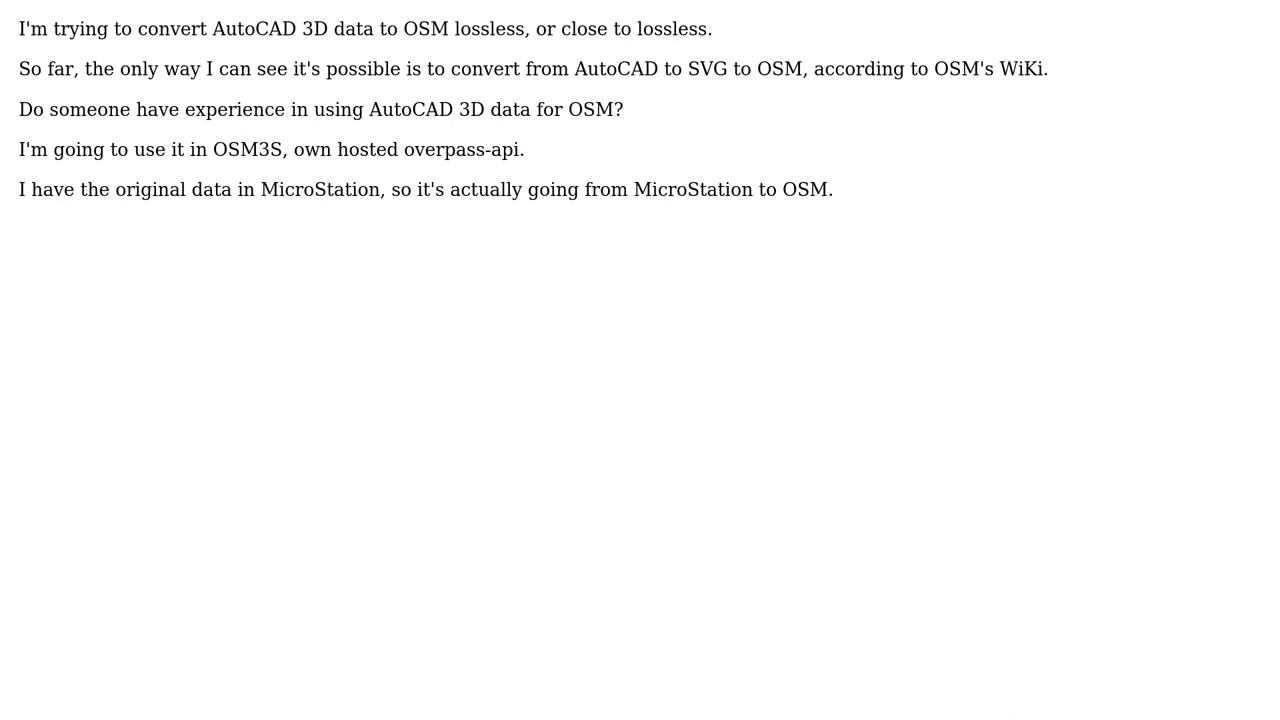 I'm trying to convert AutoCAD 3D data to OSM lossless, or close to lossless.
So far, the only way I can see it's possible is to convert from AutoCAD to SVG to OSM, according to OSM's WiKi.
Do someone have experience in using AutoCAD 3D data for OSM?
I'm going to use it in OSM3S, own hosted overpass-api.
I have the original data in MicroStation, so it's actually going from MicroStation to OSM.